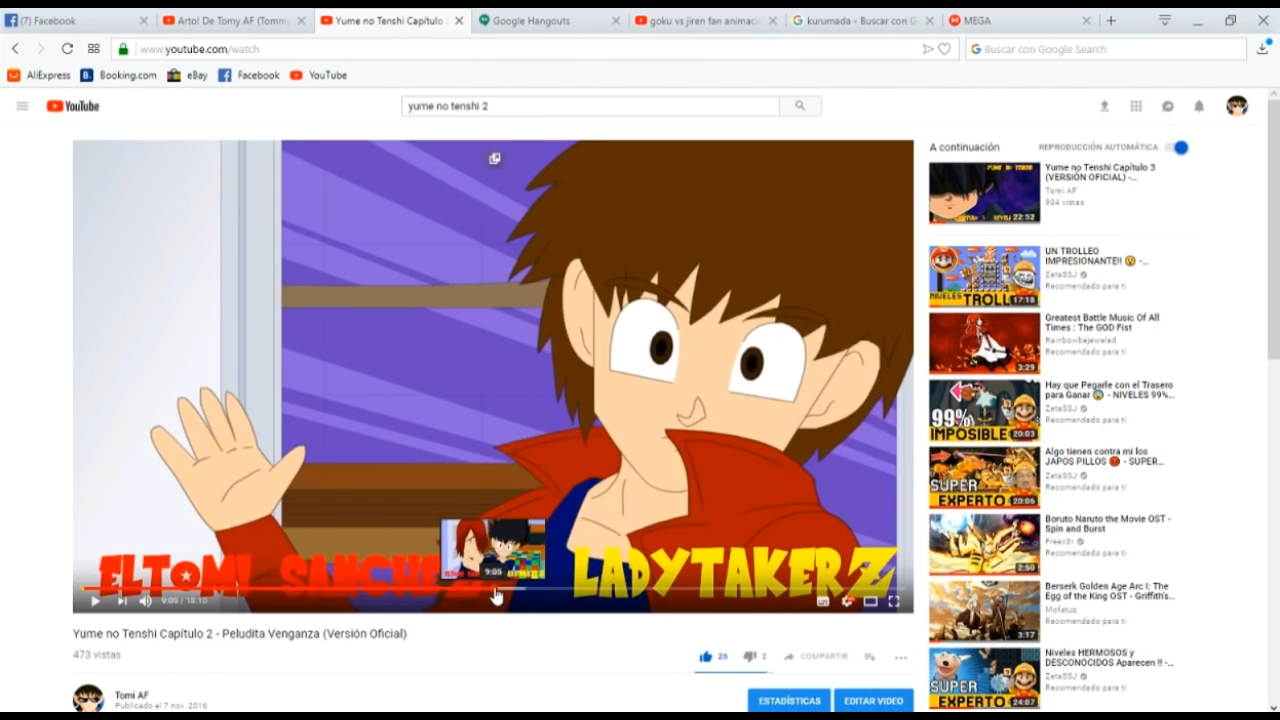 (7) Facebook
Artol De Tomy AF (Tommy
Yume no Tenshi Capítulo
Google Hangouts
goku vs jiren fan animacio
kurumada - Buscar con G
MEGA
www.youtube.com/watch
Buscar con Google Search
AliExpress
Booking.com
eBay
Facebook
YouTube
YouTube
yume no tenshi 2
LADYTAKERZ
9:05
9:09 / 18:10
Yume no Tenshi Capítulo 2 - Peludita Venganza (Versión Oficial)
473 vistas
26
2
COMPARTIR
Tomi AF
Publicado el 7 nov. 2016
ESTADÍSTICAS
EDITAR VIDEO
A continuación
REPRODUCCIÓN AUTOMÁTICA
22:52
Yume no Tenshi Capítulo 3
(VERSIÓN OFICIAL) -...
Tomi AF
904 vistas
NIVELES TROLL
17:18
UN TROLLEO
IMPRESIONANTE!! 😮 -...
ZetaSSJ
Recomendado para ti
3:29
Greatest Battle Music Of All
Times : The GOD Fist
Rainbowbejeweled
Recomendado para ti
99%
IMPOSIBLE
20:03
Hay que Pegarle con el Trasero
para Ganar 😨 - NIVELES 99%...
ZetaSSJ
Recomendado para ti
SUPER
EXPERTO
20:06
Algo tienen contra mi los
JAPOS PILLOS 😡 - SUPER...
ZetaSSJ
Recomendado para ti
2:50
Boruto Naruto the Movie OST -
Spin and Burst
Freex3r
Recomendado para ti
3:17
Berserk Golden Age Arc I: The
Egg of the King OST - Griffith's...
Mofatuz
Recomendado para ti
SUPER
EXPERTO
24:07
Niveles HERMOSOS y
DESCONOCIDOS Aparecen !! -...
ZetaSSJ
Recomendado para ti